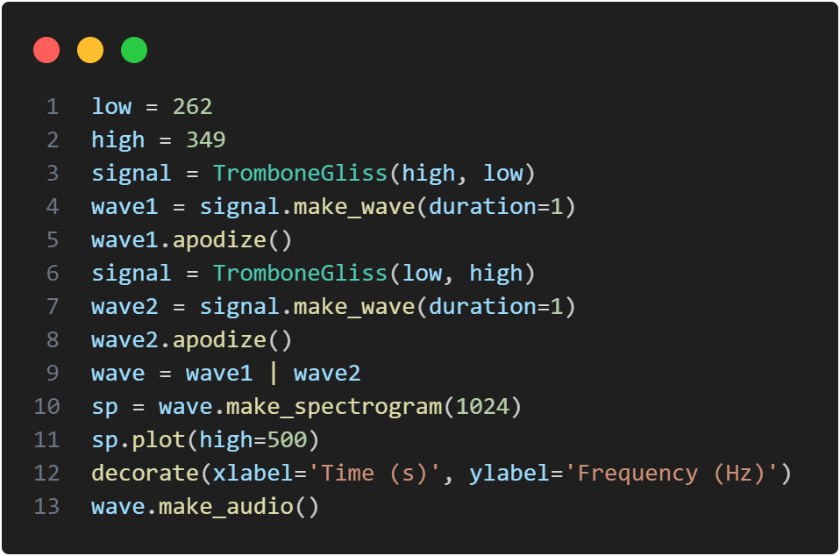 1 low = 262
2 high = 349
3 signal = TromboneGliss(high, low)
4 wave1 = signal.make_wave(duration=1)
5 wave1.apodize()
6 signal = TromboneGliss(low, high)
7 wave2 = signal.make_wave(duration=1)
8 wave2.apodize()
9 wave = wave1 | wave2
10 sp = wave.make_spectrogram(1024)
11 sp.plot(high=500)
12 decorate(xlabel='Time (s)', ylabel='Frequency (Hz)')
13 wave.make_audio()